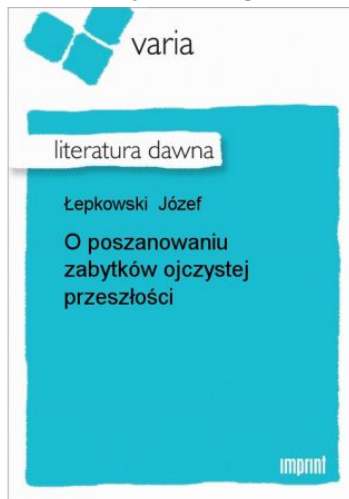 varia
literatura dawna
Łepkowski Józef
O poszanowaniu
zabytków ojczystej
przeszłości
imprint